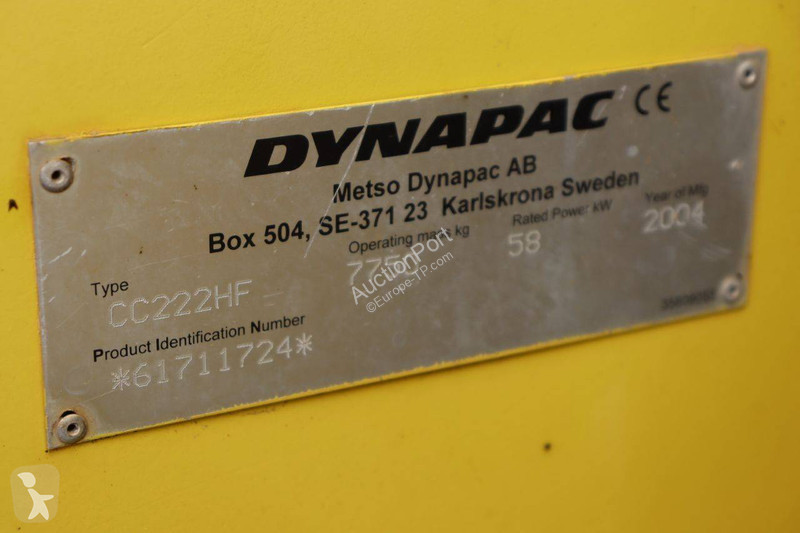 DYNAPAC CE
Metso Dynapac AB
Box 504, SE-371 23 Karlskrona Sweden
Type Operating mass kg Rated Power kW Year of Mfg
CC222HF 58 2004
Product Identification Number
*61711724*
AuctionPort
©Europe-TP.com